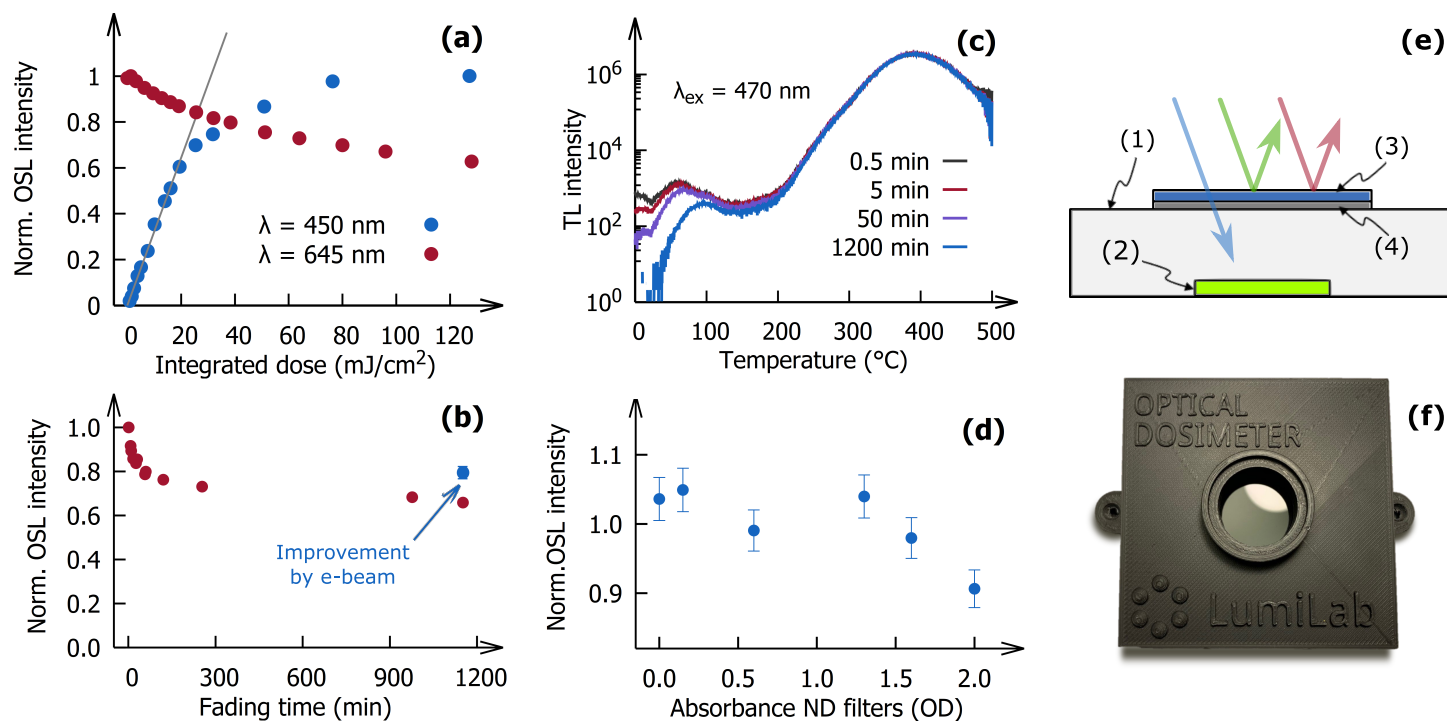 (a)
Norm. OSL intensity
1
0.8
0.6
0.4
0.2
0
λ = 450 nm
λ = 645 nm
0 20 40 60 80 100 120
Integrated dose (mJ/cm²)
(b)
Norm. OSL intensity
1.0
0.8
0.6
0.4
0.2
0.0
Improvement
by e-beam
0 300 600 900 1200
Fading time (min)
(c)
TL intensity
10⁶
10⁴
10²
10⁰
λex = 470 nm
0.5 min
5 min
50 min
1200 min
0 100 200 300 400 500
Temperature (°C)
(d)
Norm.OSL intensity
1.1
1.0
0.9
0.0 0.5 1.0 1.5 2.0
Absorbance ND filters (OD)
(e)
(1)
(3)
(2)
(4)
(f)
OPTICAL
DOSIMETER
LumiLab